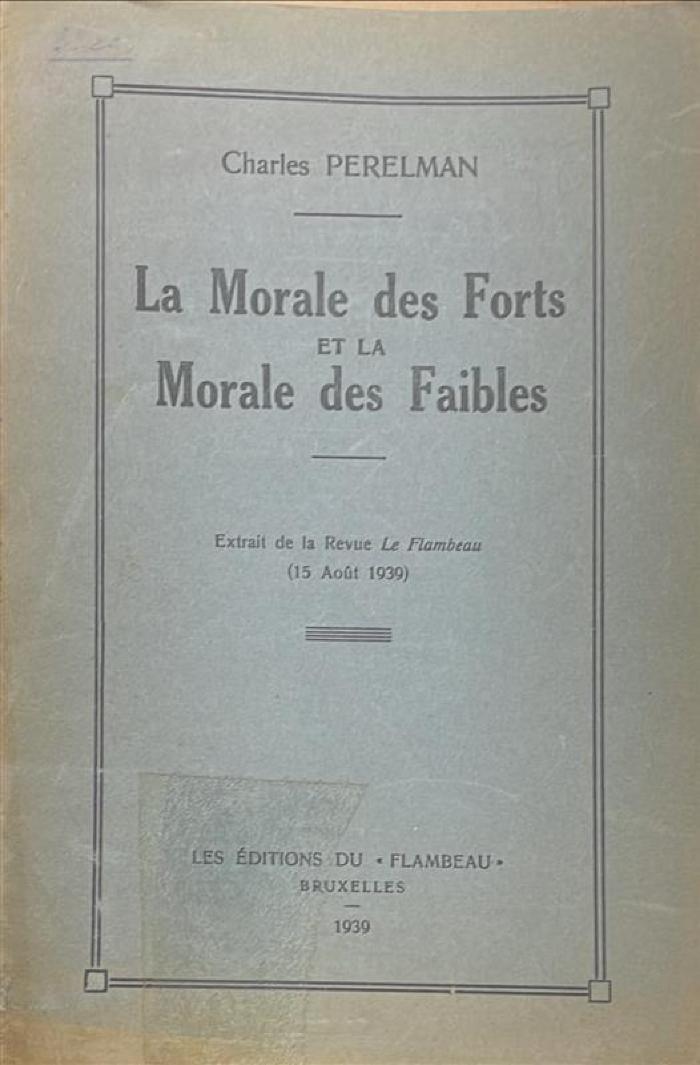 Charles PERELMAN
La Morale des Forts
ET LA
Morale des Faibles
Extrait de la Revue Le Flambeau
(15 Août 1939)
LES ÉDITIONS DU « FLAMBEAU »
BRUXELLES
1939